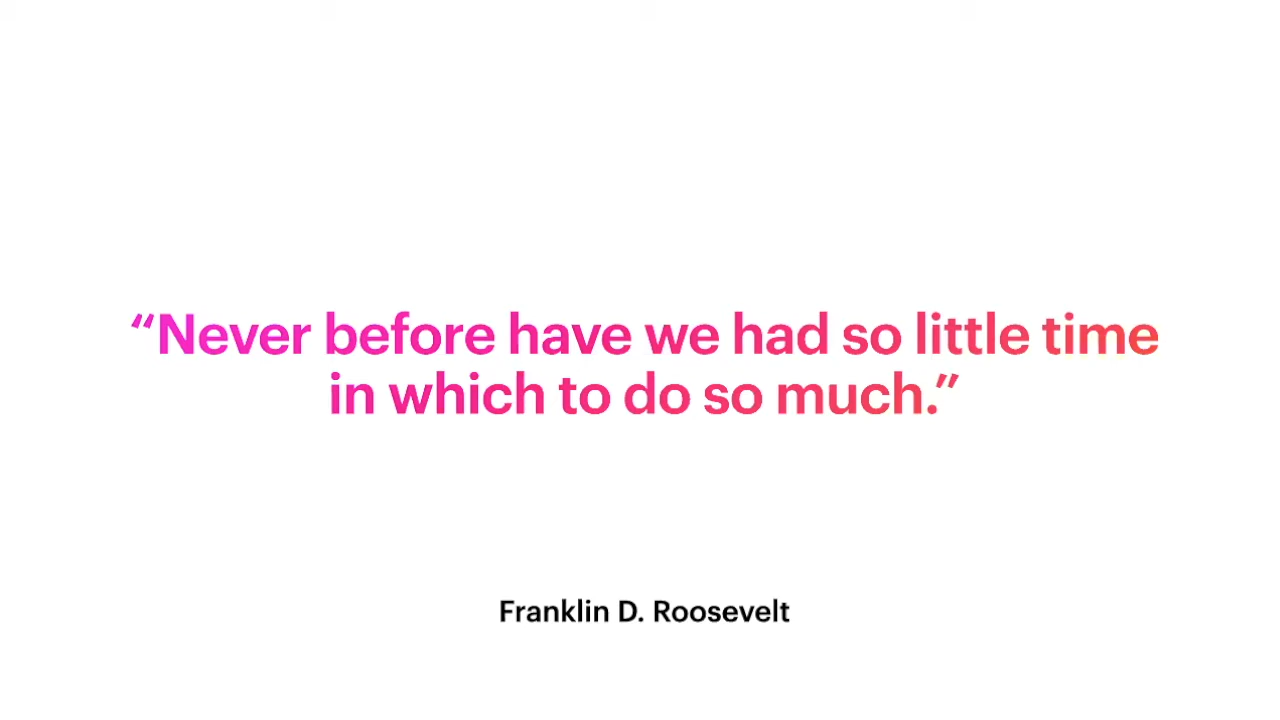 “Never before have we had so little time
in which to do so much.”
Franklin D. Roosevelt